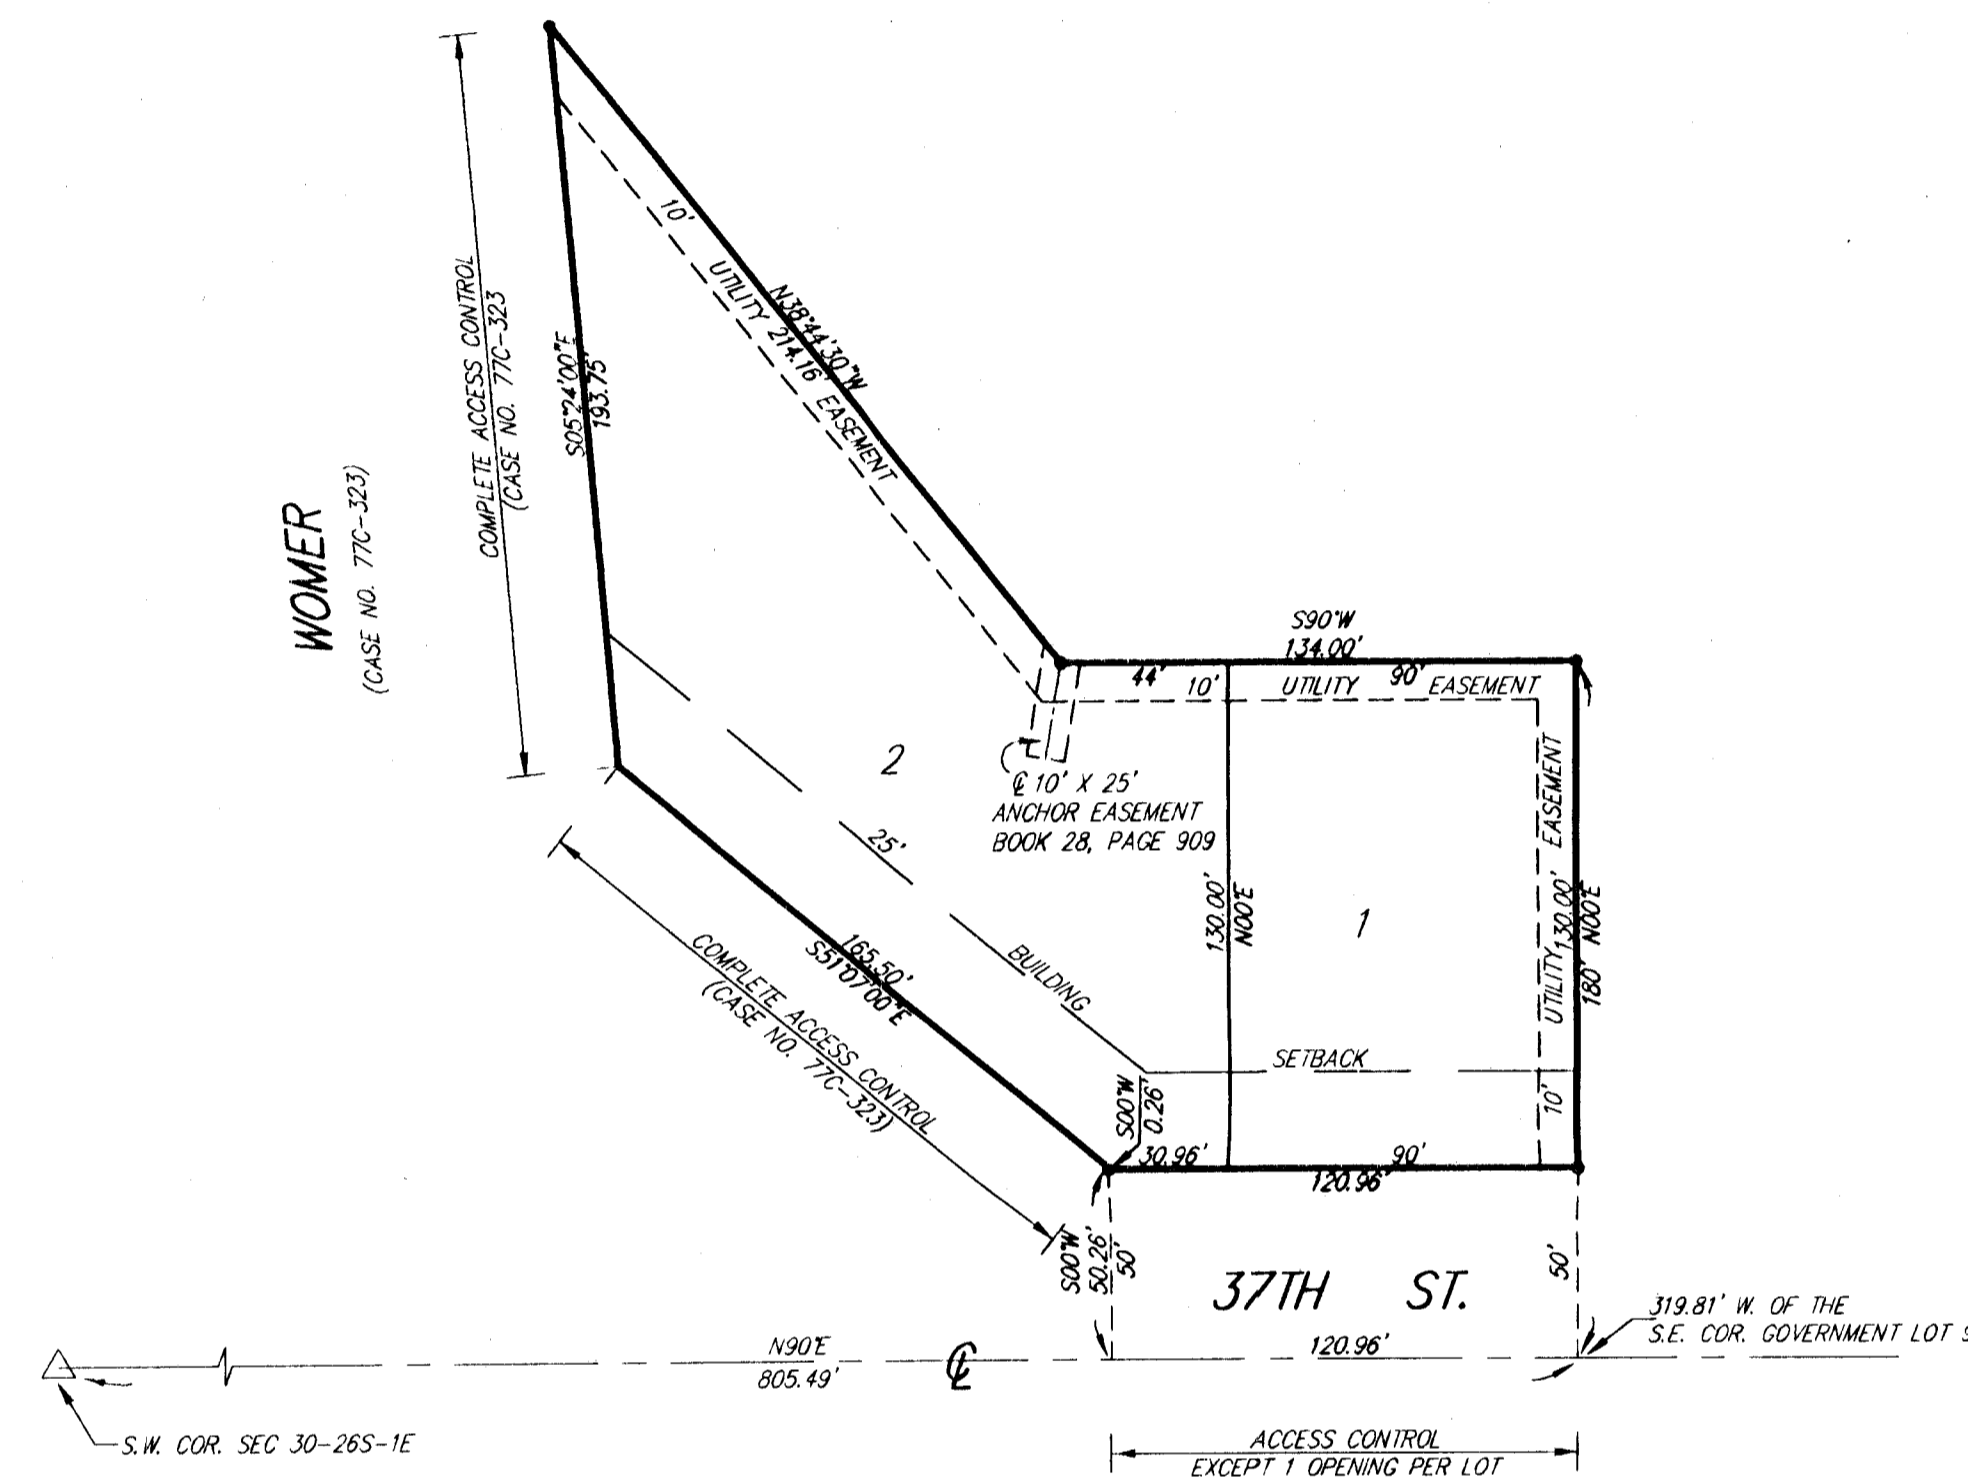 COMPLETE ACCESS CONTROL
(CASE NO. 77C-323
WOMER
(CASE NO. 77C-323)
S05°24'00"E
193.75'
10' UTILITY EASEMENT
N38°44'30"W
214.16'
S90°W
134.00'
44'
90'
10' UTILITY EASEMENT
2
₵ 10' X 25'
ANCHOR EASEMENT
BOOK 28, PAGE 909
130.00'
N00°E
1
UTILITY EASEMENT
10'
130.00'
180' N00°E
25'
BUILDING
SETBACK
165.50'
S51°07'00"E
COMPLETE ACCESS CONTROL
(CASE NO. 77C-323)
S00°W
0.26'
30.96'
90'
120.96'
S00°W
50.26'
50'
50'
37TH ST.
319.81' W. OF THE
S.E. COR. GOVERNMENT LOT
N90°E
805.49'
₵
120.96'
S.W. COR. SEC 30-26S-1E
ACCESS CONTROL
EXCEPT 1 OPENING PER LOT